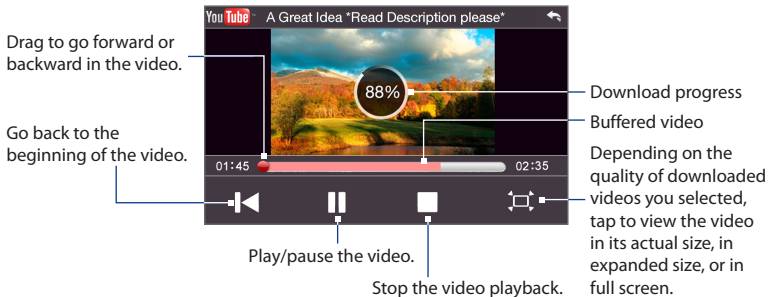 YouTube A Great Idea *Read Description please*
Drag to go forward or
backward in the video.
88%
Download progress
Buffered video
Go back to the
beginning of the video.
01:45
02:35
Depending on the
quality of downloaded
videos you selected,
tap to view the video
in its actual size, in
expanded size, or in
full screen.
Play/pause the video.
Stop the video playback.